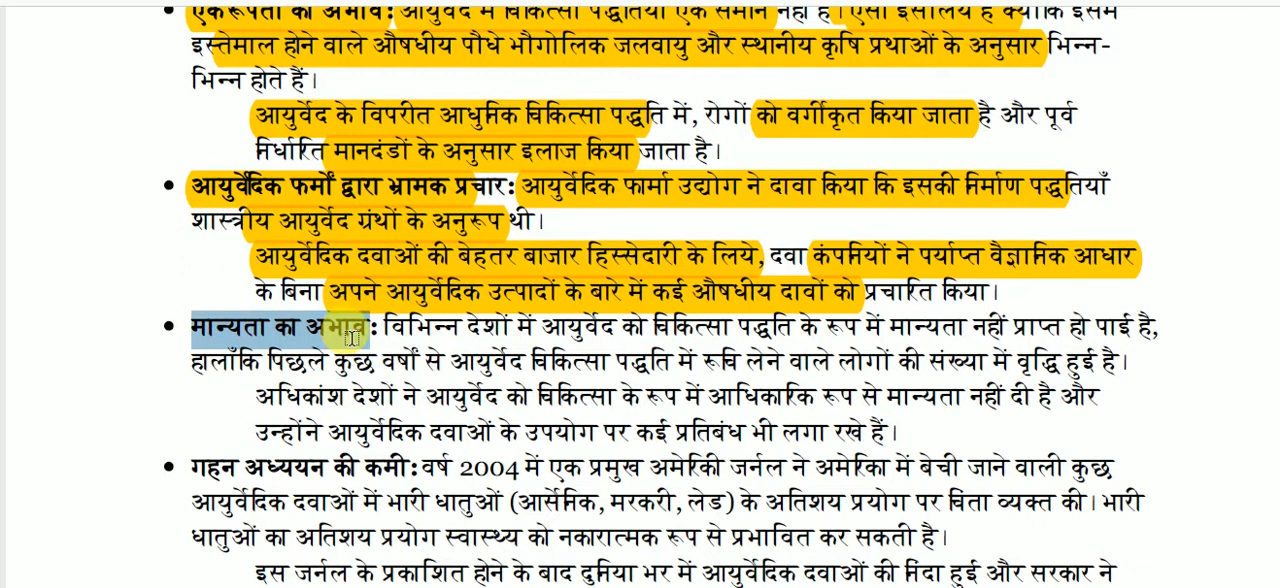 एकरूपता का अभाव: आयुर्वेद में चिकित्सा पद्धतियाँ एक समान नहीं हैं। ऐसा इसलिये है क्योंकि इसमें
इस्तेमाल होने वाले औषधीय पौधे भौगोलिक जलवायु और स्थानीय कृषि प्रथाओं के अनुसार भिन्न-
भिन्न होते हैं।
आयुर्वेद के विपरीत आधुनिक चिकित्सा पद्धति में, रोगों को वर्गीकृत किया जाता है और पूर्व
निर्धारित मानदंडों के अनुसार इलाज किया जाता है।
आयुर्वेदिक फर्मों द्वारा भ्रामक प्रचार: आयुर्वेदिक फार्मा उद्योग ने दावा किया कि इसकी निर्माण पद्धतियाँ
शास्त्रीय आयुर्वेद ग्रंथों के अनुरूप थी।
आयुर्वेदिक दवाओं की बेहतर बाजार हिस्सेदारी के लिये, दवा कंपनियों ने पर्याप्त वैज्ञानिक आधार
के बिना अपने आयुर्वेदिक उत्पादों के बारे में कई औषधीय दावों को प्रचारित किया।
मान्यता का अभाव: विभिन्न देशों में आयुर्वेद को चिकित्सा पद्धति के रूप में मान्यता नहीं प्राप्त हो पाई है,
हालाँकि पिछले कुछ वर्षों से आयुर्वेद चिकित्सा पद्धति में रूचि लेने वाले लोगों की संख्या में वृद्धि हुई है।
अधिकांश देशों ने आयुर्वेद को चिकित्सा के रूप में आधिकारिक रूप से मान्यता नहीं दी है और
उन्होंने आयुर्वेदिक दवाओं के उपयोग पर कई प्रतिबंध भी लगा रखे हैं।
गहन अध्ययन की कमी: वर्ष 2004 में एक प्रमुख अमेरिकी जर्नल ने अमेरिका में बेची जाने वाली कुछ
आयुर्वेदिक दवाओं में भारी धातुओं (आर्सेनिक, मरकरी, लेड) के अतिशय प्रयोग पर चिंता व्यक्त की। भारी
धातुओं का अतिशय प्रयोग स्वास्थ्य को नकारात्मक रूप से प्रभावित कर सकती है।
इस जर्नल के प्रकाशित होने के बाद दुनिया भर में आयुर्वेदिक दवाओं की निंदा हुई और सरकार ने